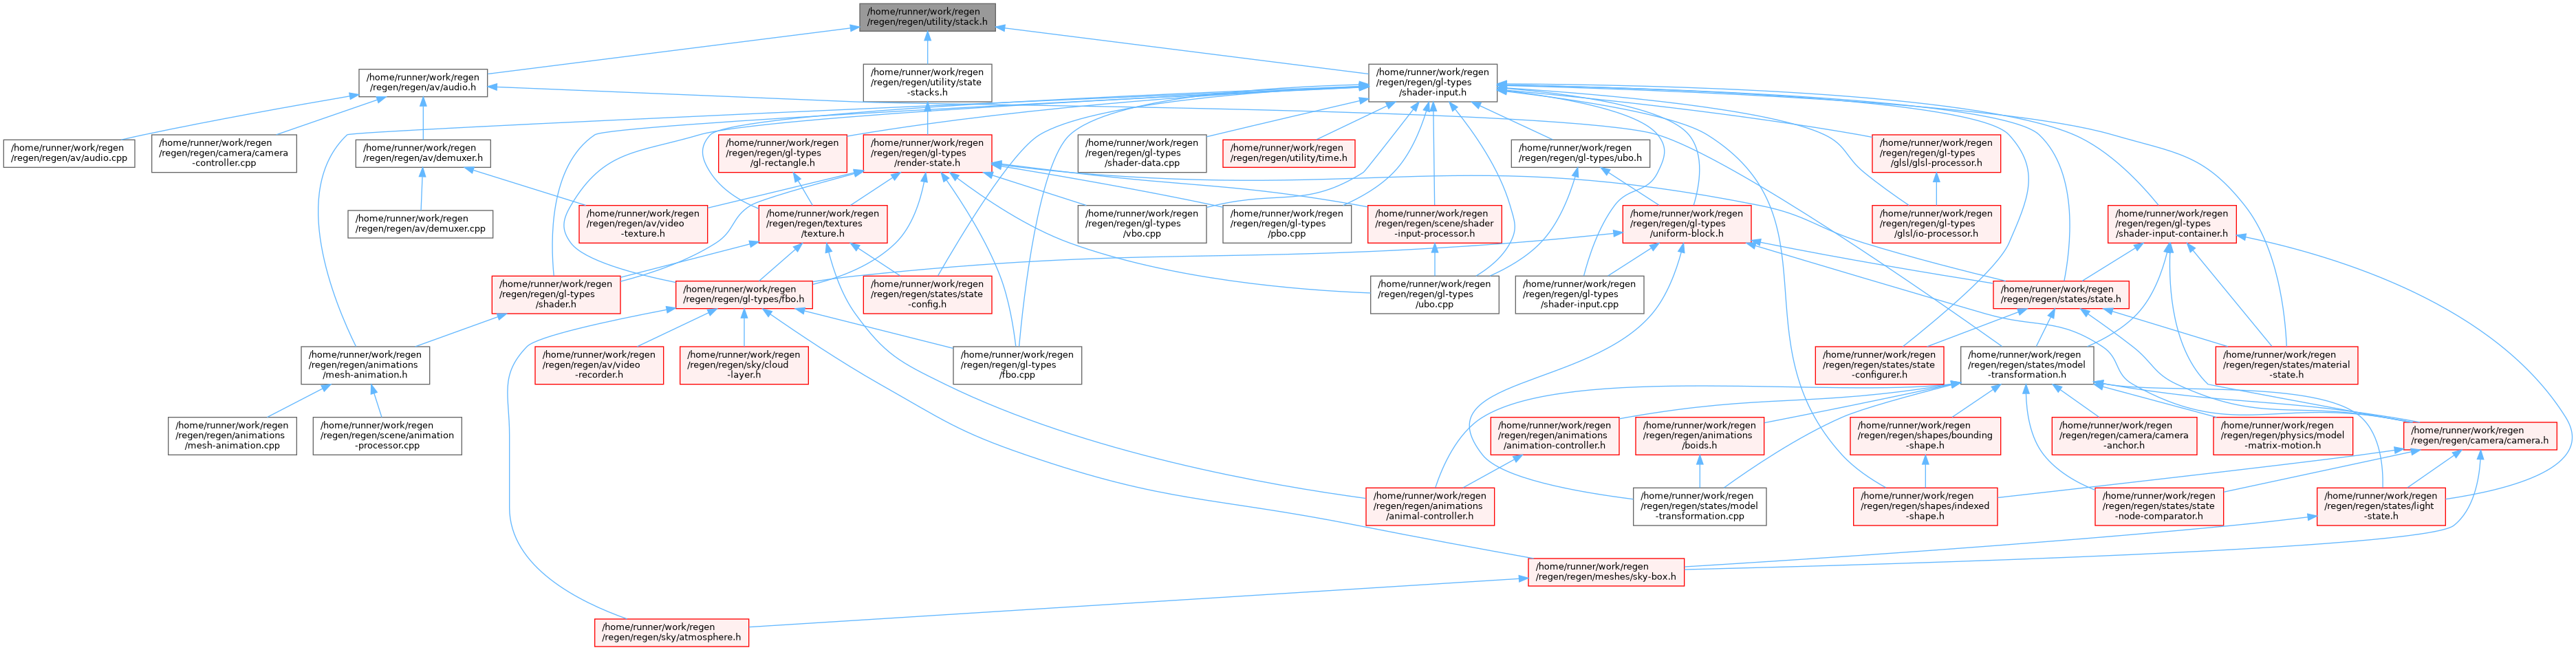 /home/runner/work/regen
/regen/regen/utility/stack.h
/home/runner/work/regen
/regen/regen/av/audio.h
/home/runner/work/regen
/regen/regen/utility/state
-stacks.h
/home/runner/work/regen
/regen/regen/gl-types
/shader-input.h
/home/runner/work/regen
/regen/regen/av/audio.cpp
/home/runner/work/regen
/regen/regen/camera/camera
-controller.cpp
/home/runner/work/regen
/regen/regen/av/demuxer.h
/home/runner/work/regen
/regen/regen/gl-types
/gl-rectangle.h
/home/runner/work/regen
/regen/regen/gl-types
/render-state.h
/home/runner/work/regen
/regen/regen/gl-types
/shader-data.cpp
/home/runner/work/regen
/regen/regen/utility/time.h
/home/runner/work/regen
/regen/regen/gl-types/ubo.h
/home/runner/work/regen
/regen/regen/gl-types
/glsl/glsl-processor.h
/home/runner/work/regen
/regen/regen/av/demuxer.cpp
/home/runner/work/regen
/regen/regen/av/video
-texture.h
/home/runner/work/regen
/regen/regen/textures
/texture.h
/home/runner/work/regen
/regen/regen/gl-types
/vbo.cpp
/home/runner/work/regen
/regen/regen/gl-types
/pbo.cpp
/home/runner/work/regen
/regen/regen/scene/shader
-input-processor.h
/home/runner/work/regen
/regen/regen/gl-types
/uniform-block.h
/home/runner/work/regen
/regen/regen/gl-types
/glsl/io-processor.h
/home/runner/work/regen
/regen/regen/gl-types
/shader-input-container.h
/home/runner/work/regen
/regen/regen/gl-types
/shader.h
/home/runner/work/regen
/regen/regen/gl-types/fbo.h
/home/runner/work/regen
/regen/regen/states/state
-config.h
/home/runner/work/regen
/regen/regen/gl-types
/ubo.cpp
/home/runner/work/regen
/regen/regen/gl-types
/shader-input.cpp
/home/runner/work/regen
/regen/regen/states/state.h
/home/runner/work/regen
/regen/regen/animations
/mesh-animation.h
/home/runner/work/regen
/regen/regen/av/video
-recorder.h
/home/runner/work/regen
/regen/regen/sky/cloud
-layer.h
/home/runner/work/regen
/regen/regen/gl-types
/fbo.cpp
/home/runner/work/regen
/regen/regen/states/state
-configurer.h
/home/runner/work/regen
/regen/regen/states/model
-transformation.h
/home/runner/work/regen
/regen/regen/states/material
-state.h
/home/runner/work/regen
/regen/regen/animations
/mesh-animation.cpp
/home/runner/work/regen
/regen/regen/scene/animation
-processor.cpp
/home/runner/work/regen
/regen/regen/animations
/animation-controller.h
/home/runner/work/regen
/regen/regen/animations
/boids.h
/home/runner/work/regen
/regen/regen/shapes/bounding
-shape.h
/home/runner/work/regen
/regen/regen/camera/camera
-anchor.h
/home/runner/work/regen
/regen/regen/physics/model
-matrix-motion.h
/home/runner/work/regen
/regen/regen/camera/camera.h
/home/runner/work/regen
/regen/regen/animations
/animal-controller.h
/home/runner/work/regen
/regen/regen/states/model
-transformation.cpp
/home/runner/work/regen
/regen/regen/shapes/indexed
-shape.h
/home/runner/work/regen
/regen/regen/states/state
-node-comparator.h
/home/runner/work/regen
/regen/regen/states/light
-state.h
/home/runner/work/regen
/regen/regen/meshes/sky-box.h
/home/runner/work/regen
/regen/regen/sky/atmosphere.h